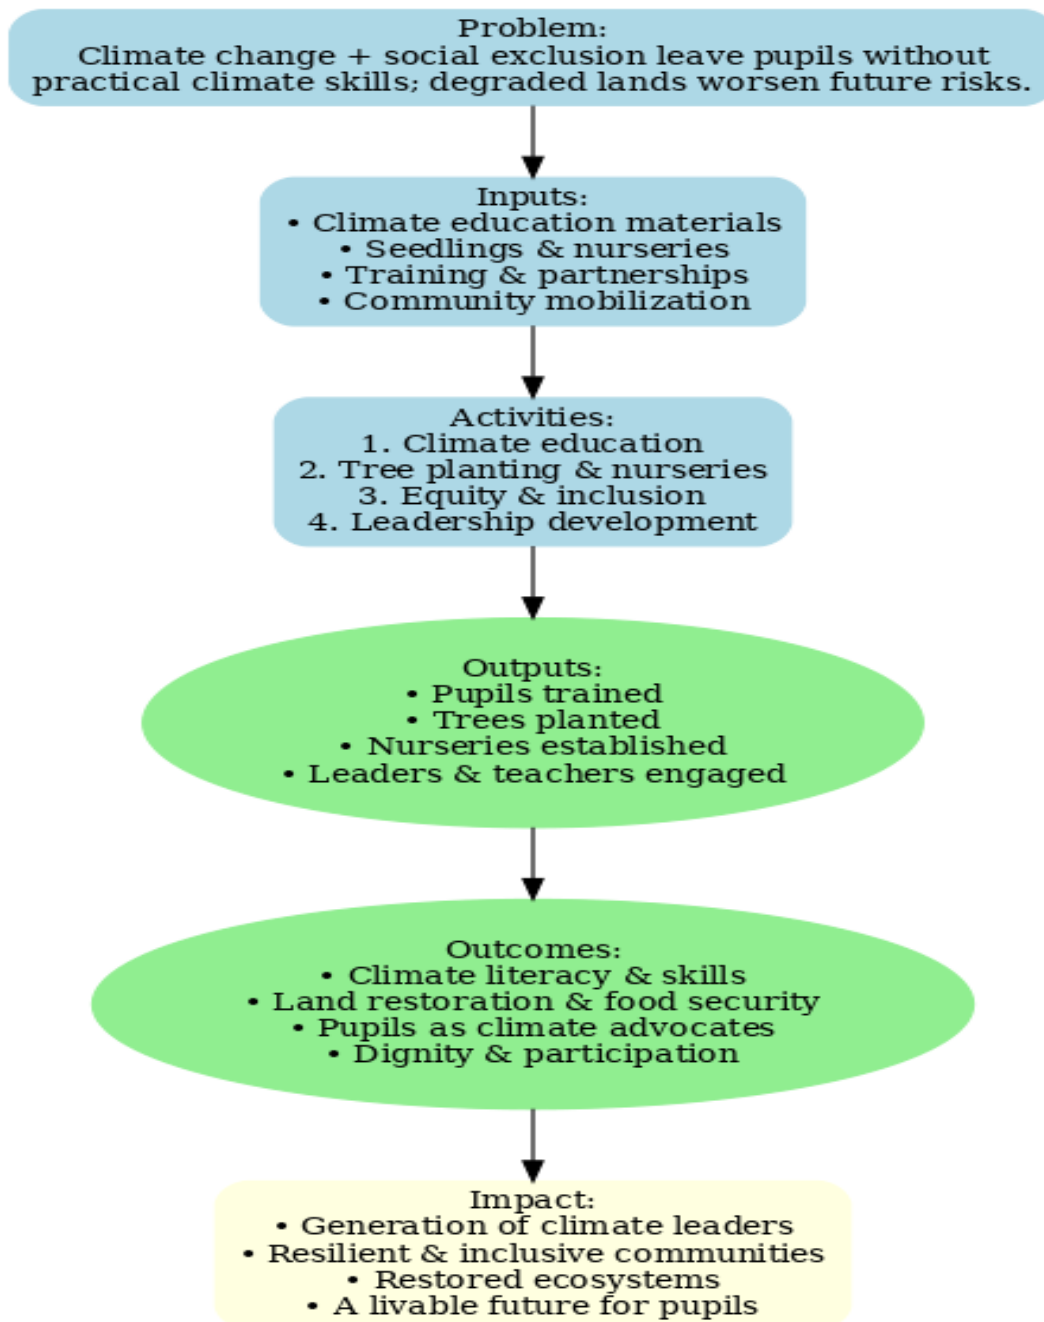 Problem:
Climate change + social exclusion leave pupils without
practical climate skills; degraded lands worsen future risks.
Inputs:
• Climate education materials
• Seedlings & nurseries
• Training & partnerships
• Community mobilization
Activities:
1. Climate education
2. Tree planting & nurseries
3. Equity & inclusion
4. Leadership development
Outputs:
• Pupils trained
• Trees planted
• Nurseries established
• Leaders & teachers engaged
Outcomes:
• Climate literacy & skills
• Land restoration & food security
• Pupils as climate advocates
• Dignity & participation
Impact:
• Generation of climate leaders
• Resilient & inclusive communities
• Restored ecosystems
• A livable future for pupils